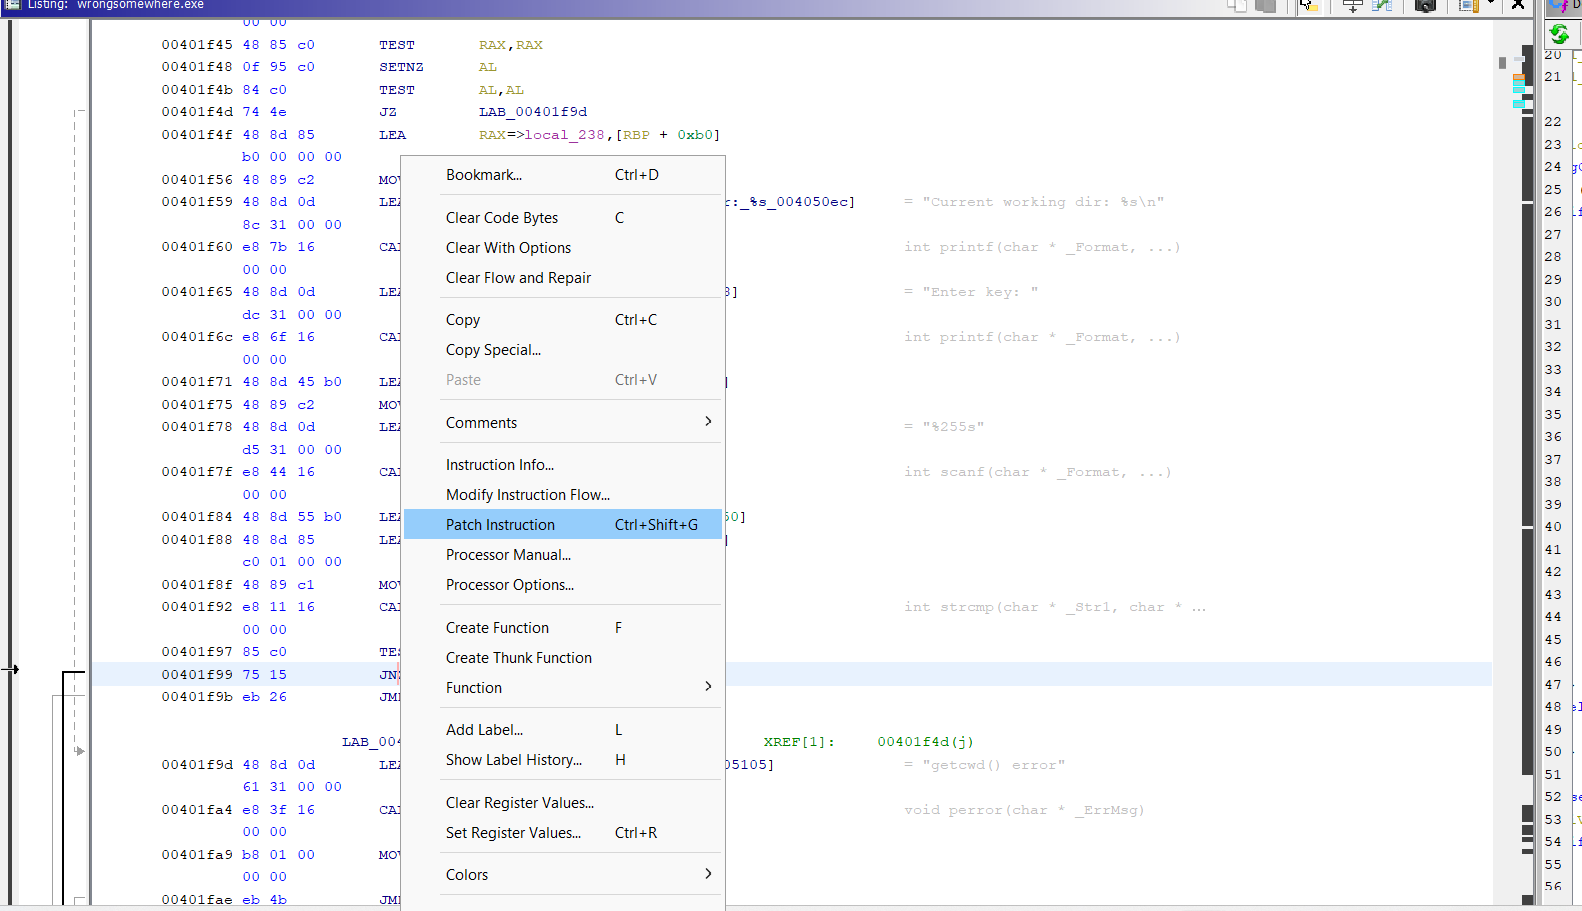 Listing: wrongsomewhere.exe
00 00
00401f45 48 85 c0 TEST RAX,RAX
00401f48 0f 95 c0 SETNZ AL
00401f4b 84 c0 TEST AL,AL
00401f4d 74 4e JZ LAB_00401f9d
00401f4f 48 8d 85 LEA RAX=>local_238,[RBP + 0xb0]
b0 00 00 00
00401f56 48 89 c2 MOV
00401f59 48 8d 0d LEA r:_%s_004050ec] = "Current working dir: %s\n"
8c 31 00 00
00401f60 e8 7b 16 CAL int printf(char * _Format, ...)
00 00
00401f65 48 8d 0d LEA 8] = "Enter key: "
dc 31 00 00
00401f6c e8 6f 16 CAL int printf(char * _Format, ...)
00 00
00401f71 48 8d 45 b0 LEA ]
00401f75 48 89 c2 MOV
00401f78 48 8d 0d LEA = "%255s"
d5 31 00 00
00401f7f e8 44 16 CAL int scanf(char * _Format, ...)
00 00
00401f84 48 8d 55 b0 LEA 60]
00401f88 48 8d 85 LEA ]
c0 01 00 00
00401f8f 48 89 c1 MOV
00401f92 e8 11 16 CAL int strcmp(char * _Str1, char * ...
00 00
00401f97 85 c0 TES
00401f99 75 15 JN
00401f9b eb 26 JMP
LAB_004 XREF[1]: 00401f4d(j)
00401f9d 48 8d 0d LEA 05105] = "getcwd() error"
61 31 00 00
00401fa4 e8 3f 16 CAL void perror(char * _ErrMsg)
00 00
00401fa9 b8 01 00 MOV
00 00
00401fae eb 4b JMP
Bookmark... Ctrl+D
Clear Code Bytes C
Clear With Options
Clear Flow and Repair
Copy Ctrl+C
Copy Special...
Paste Ctrl+V
Comments
Instruction Info...
Modify Instruction Flow...
Patch Instruction Ctrl+Shift+G
Processor Manual...
Processor Options...
Create Function F
Create Thunk Function
Function
Add Label... L
Show Label History... H
Clear Register Values...
Set Register Values... Ctrl+R
Colors
20
21
22
23
24
25
26
27
28
29
30
31
32
33
34
35
36
37
38
39
40
41
42
43
44
45
46
47
48
49
50
51
52
53
54
55
56